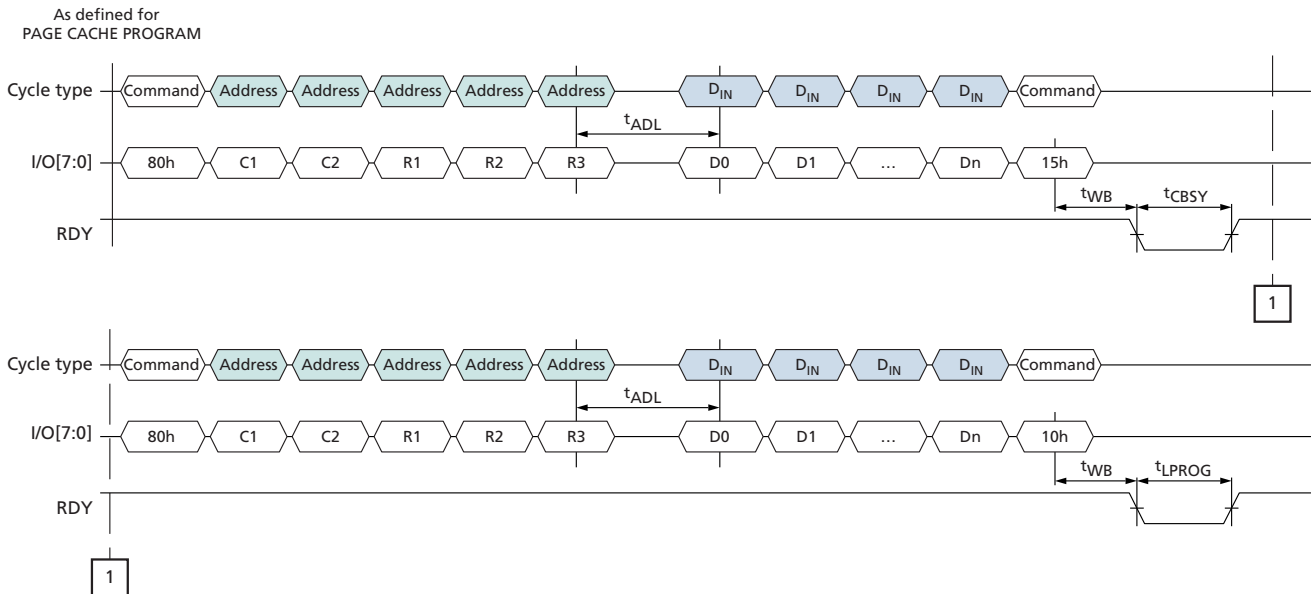 As defined for
PAGE CACHE PROGRAM
Cycle type Command Address Address Address Address Address DIN DIN DIN DIN Command
tADL
I/O[7:0] 80h C1 C2 R1 R2 R3 D0 D1 … Dn 15h
tWB tCBSY
RDY
1
Cycle type Command Address Address Address Address Address DIN DIN DIN DIN Command
tADL
I/O[7:0] 80h C1 C2 R1 R2 R3 D0 D1 … Dn 10h
tWB tLPROG
RDY
1